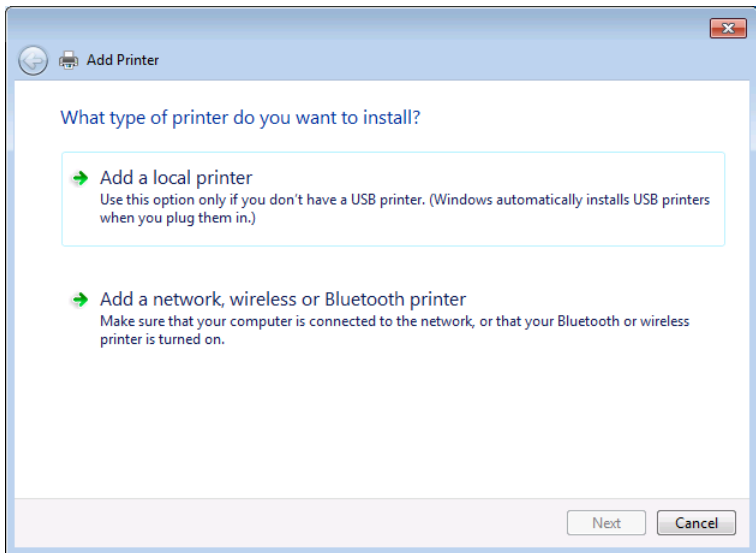 Add Printer
What type of printer do you want to install?
Add a local printer
Use this option only if you don't have a USB printer. (Windows automatically installs USB printers
when you plug them in.)
Add a network, wireless or Bluetooth printer
Make sure that your computer is connected to the network, or that your Bluetooth or wireless
printer is turned on.
Next Cancel